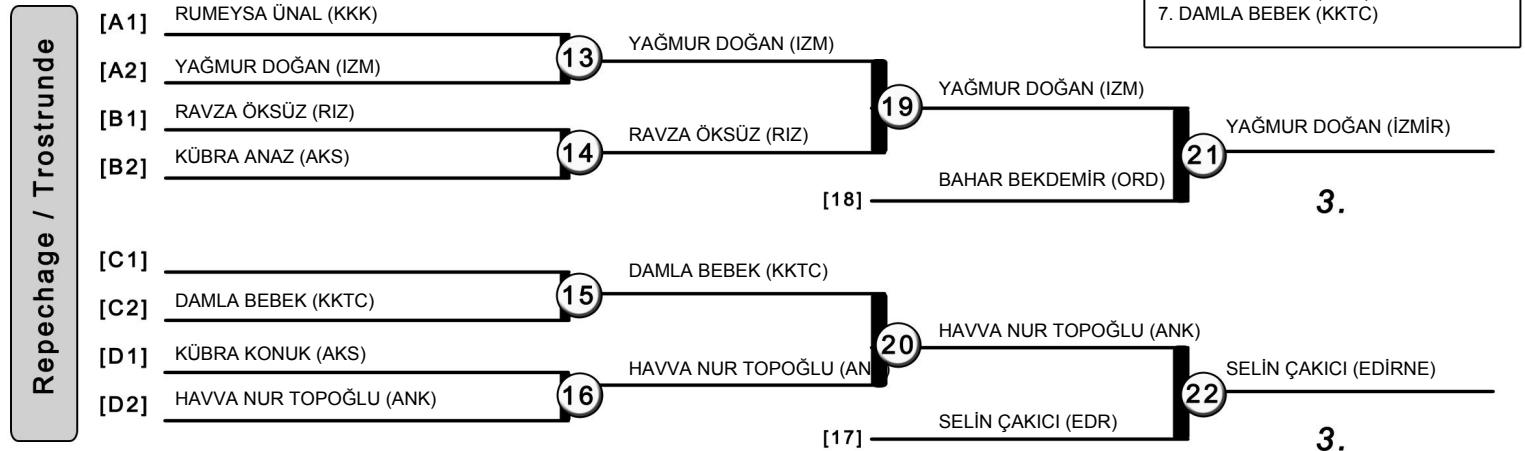 Repechage / Trostrunde
7. DAMLA BEBEK (KKTC)
[A1] RUMEYSA ÜNAL (KKK)
[A2] YAĞMUR DOĞAN (IZM)
[B1] RAVZA ÖKSÜZ (RIZ)
[B2] KÜBRA ANAZ (AKS)
13
YAĞMUR DOĞAN (IZM)
14
RAVZA ÖKSÜZ (RIZ)
19
YAĞMUR DOĞAN (IZM)
[18] BAHAR BEKDEMİR (ORD)
21
YAĞMUR DOĞAN (İZMİR)
3.
[C1]
[C2] DAMLA BEBEK (KKTC)
[D1] KÜBRA KONUK (AKS)
[D2] HAVVA NUR TOPOĞLU (ANK)
15
DAMLA BEBEK (KKTC)
16
HAVVA NUR TOPOĞLU (AN
20
HAVVA NUR TOPOĞLU (ANK)
[17] SELİN ÇAKICI (EDR)
22
SELİN ÇAKICI (EDİRNE)
3.